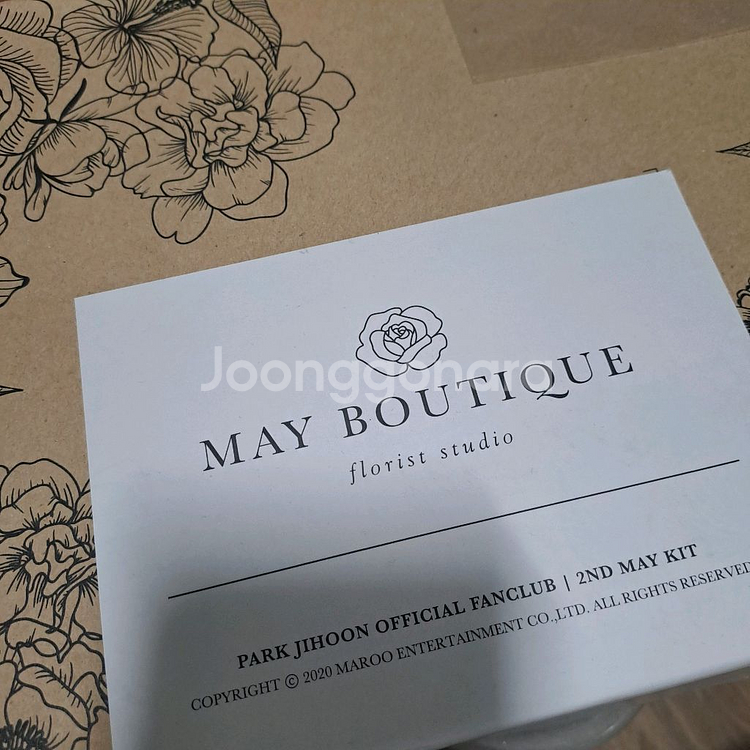 Joonggonara
MAY BOUTIQUE
florist studio
PARK JIHOON OFFICIAL FANCLUB | 2ND MAY KIT
COPYRIGHT ⓒ 2020 MAROO ENTERTAINMENT CO.,LTD. ALL RIGHTS RESERVED